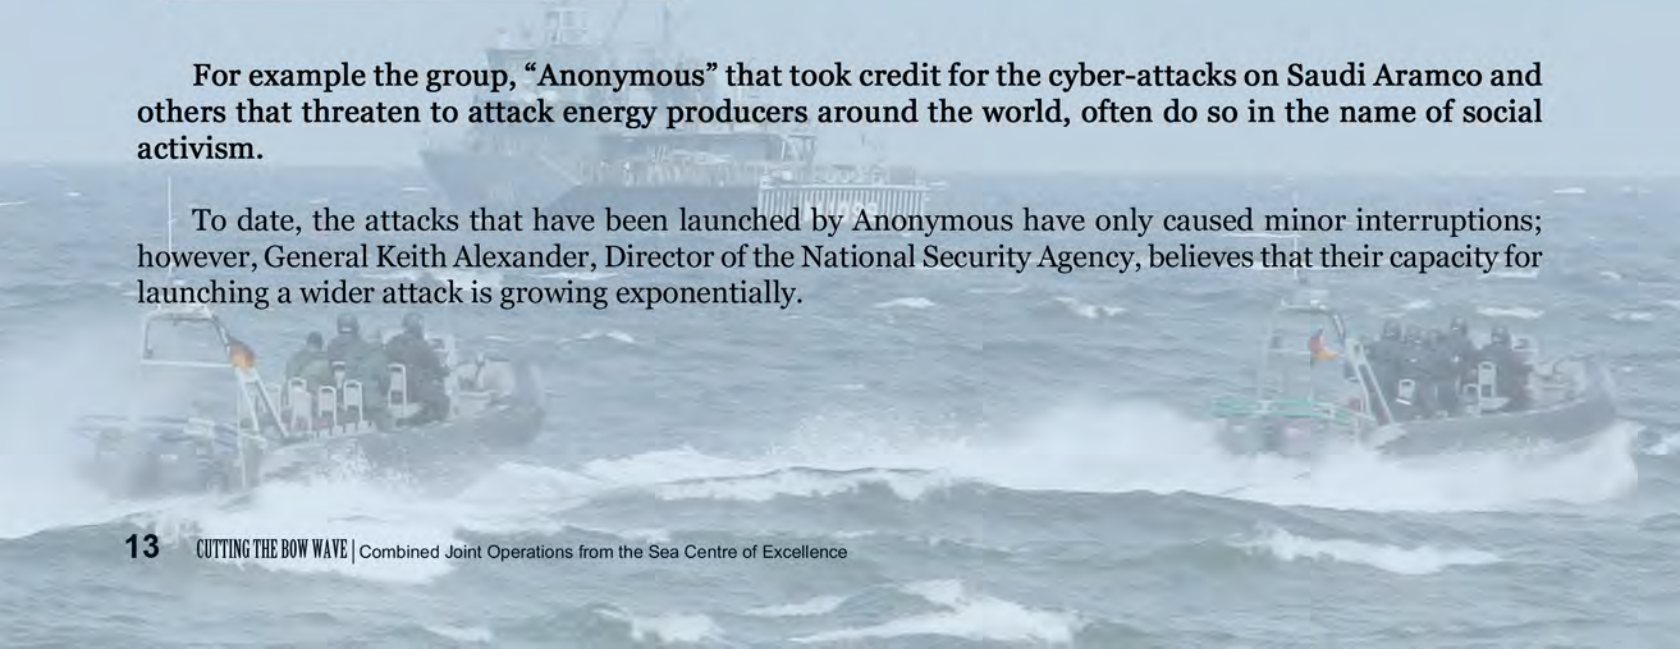 For example the group, “Anonymous” that took credit for the cyber-attacks on Saudi Aramco and
others that threaten to attack energy producers around the world, often do so in the name of social
activism.
To date, the attacks that have been launched by Anonymous have only caused minor interruptions;
however, General Keith Alexander, Director of the National Security Agency, believes that their capacity for
launching a wider attack is growing exponentially.
13 CUTTING THE BOW WAVE | Combined Joint Operations from the Sea Centre of Excellence